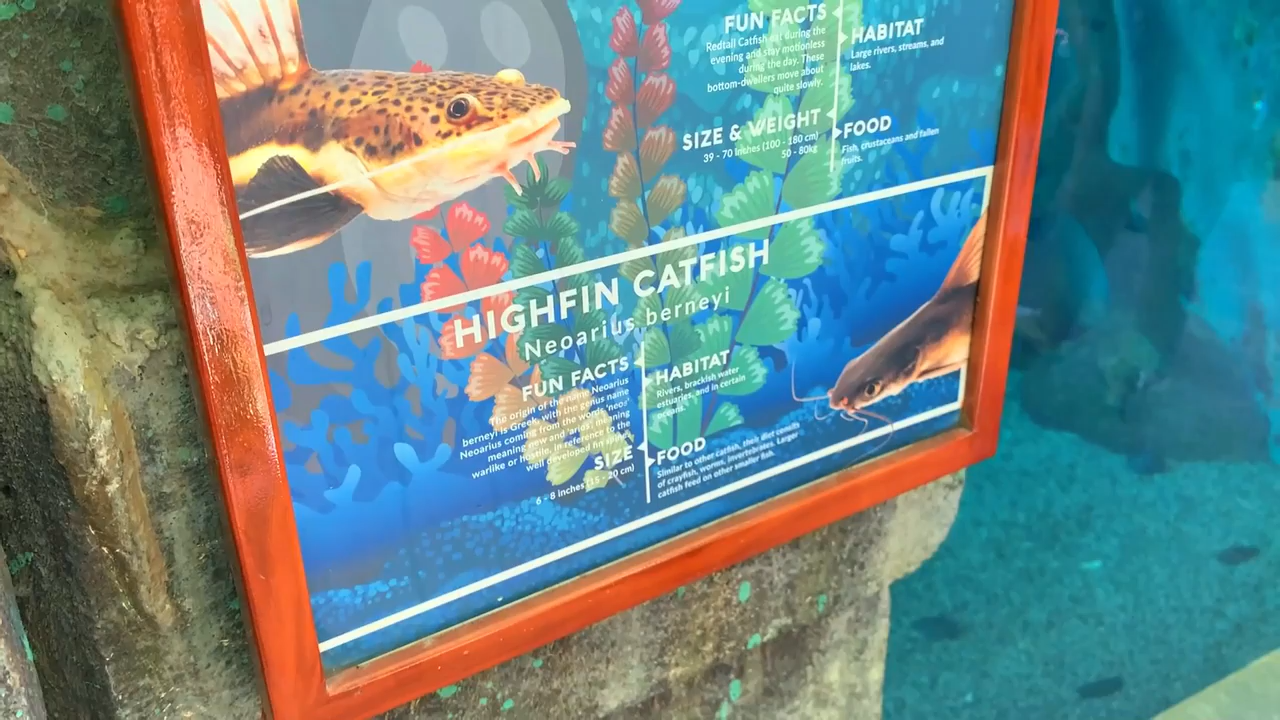 FUN FACTS
Redtail Catfish eat during the
evening and stay motionless
during the day. These
bottom-dwellers move about
quite slowly.
SIZE & WEIGHT
39 - 70 Inches (100 - 180 cm)
50 - 80kg
HABITAT
Large rivers, streams, and
lakes.
FOOD
Fish, crustaceans and fallen
fruits.
HIGHFIN CATFISH
Neoarius berneyi
FUN FACTS
The origin of the name Neoarius
berneyi is Greek, with the genus name
Neoarius coming from the words 'neos'
meaning new and 'arios' meaning
warlike or hostile, in reference to the
well developed fin spines.
SIZE
6 - 8 inches (15 - 20 cm)
HABITAT
Rivers, brackish water
estuaries, and in certain
oceans.
FOOD
Similar to other catfish, their diet consits
of crayfish, worms, invertebrates. Larger
catfish feed on other smaller fish.